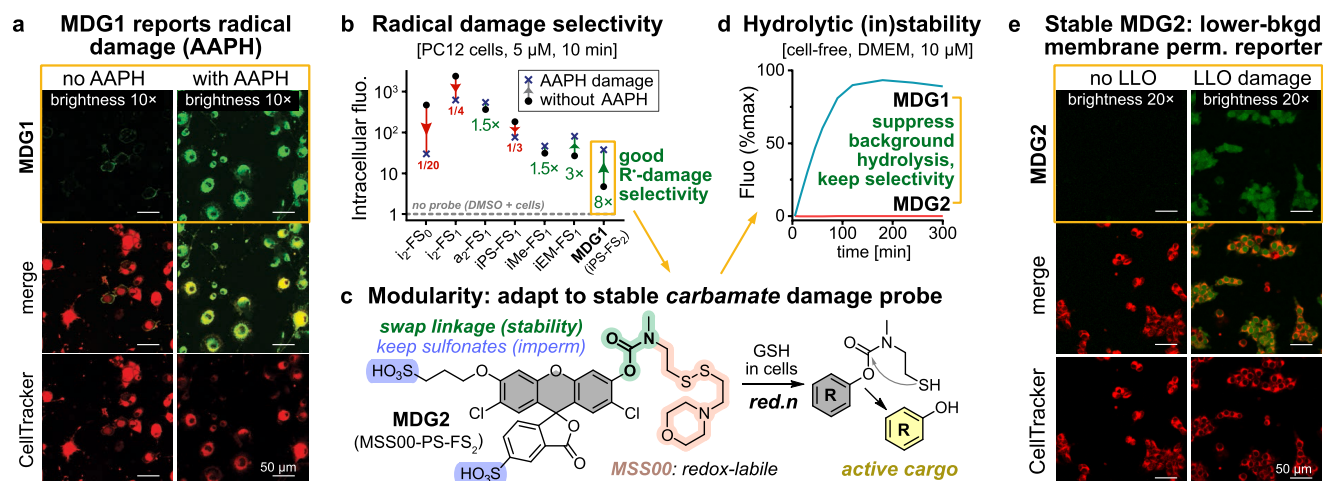 a MDG1 reports radical
damage (AAPH)
no AAPH
with AAPH
brightness 10×
brightness 10×
MDG1
merge
CellTracker
50 µm
b Radical damage selectivity
[PC12 cells, 5 µM, 10 min]
Intracellular fluo.
10³
10²
10
1
AAPH damage
without AAPH
1/20
1/4
1.5×
1/3
1.5×
3×
8×
good
R•-damage
selectivity
no probe (DMSO + cells)
i₂-FS₀
i₂-FS₁
a₂-FS₁
iPS-FS₁
iMe-FS₁
iEM-FS₁
MDG1
(iPS-FS₂)
c Modularity: adapt to stable carbamate damage probe
swap linkage (stability)
keep sulfonates (imperm)
HO₃S
O
O
O
O
N
S
S
N
O
Cl
Cl
O
O
HO₃S
MDG2
(MSS00-PS-FS₂)
MSS00: redox-labile
GSH
in cells
red.n
O
N
O
SH
R
OH
R
active cargo
d Hydrolytic (in)stability
[cell-free, DMEM, 10 µM]
Fluo (%max)
100
50
0
MDG1
suppress
background
hydrolysis,
keep selectivity
MDG2
0
100
200
300
time [min]
e Stable MDG2: lower-bkgd
membrane perm. reporter
no LLO
LLO damage
brightness 20×
brightness 20×
MDG2
merge
CellTracker
50 µm